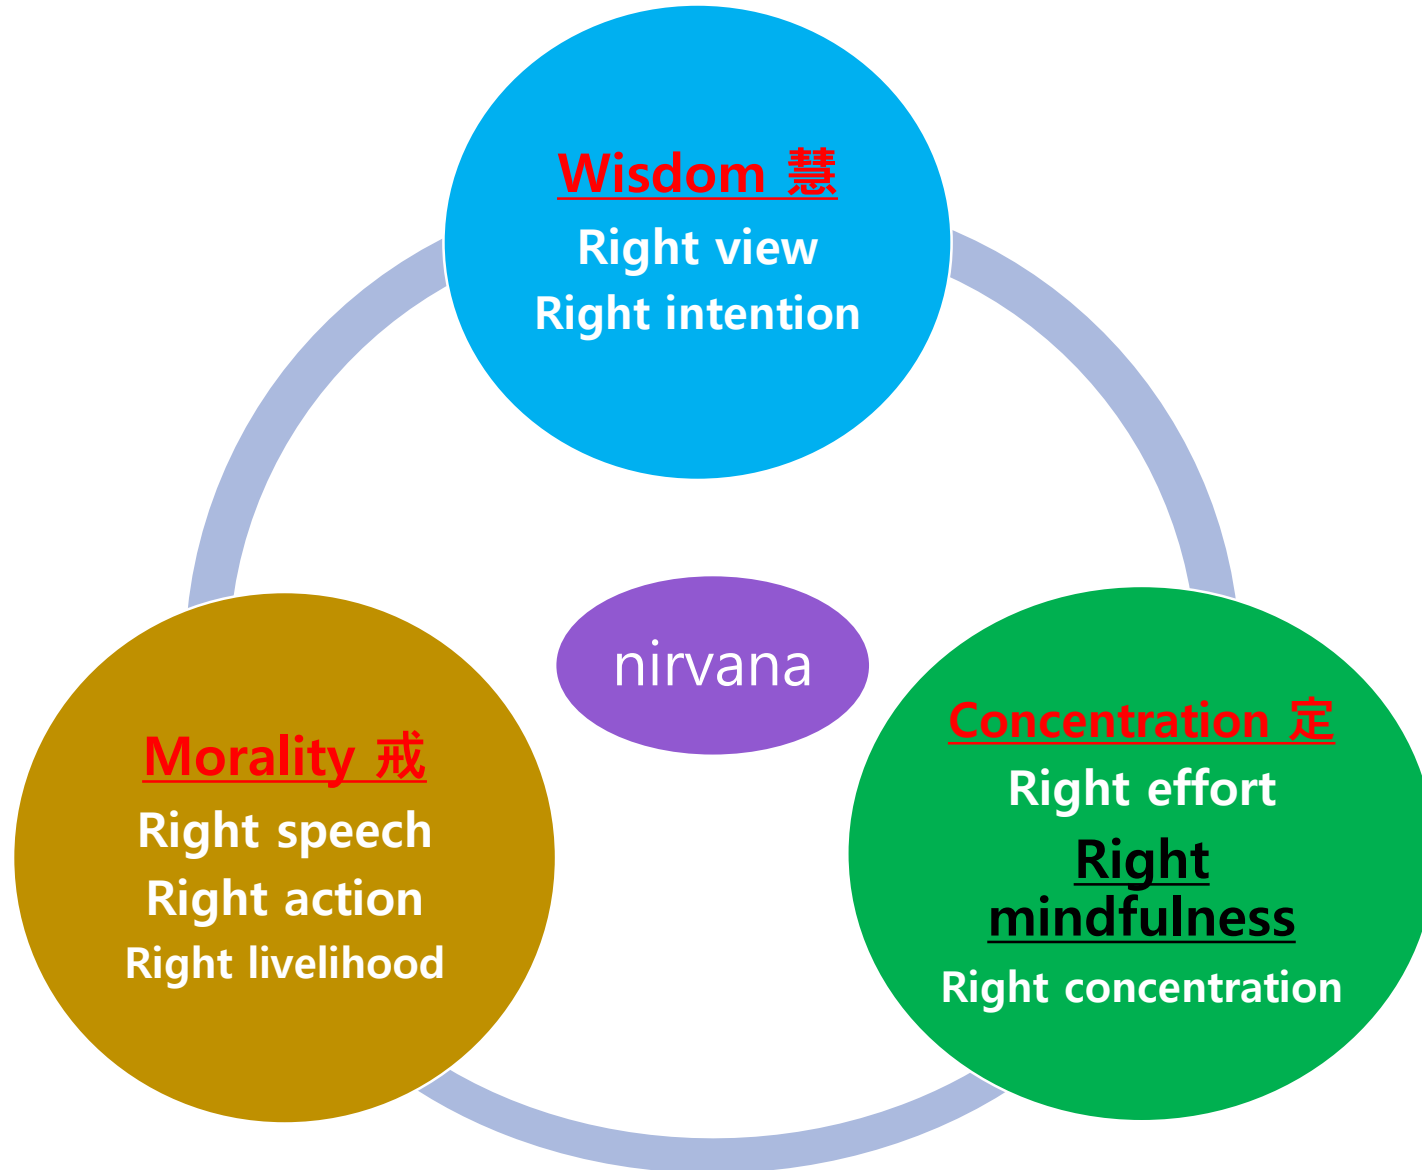 Wisdom 慧
Right view
Right intention
nirvana
Morality 戒
Right speech
Right action
Right livelihood
Concentration 定
Right effort
Right
mindfulness
Right concentration